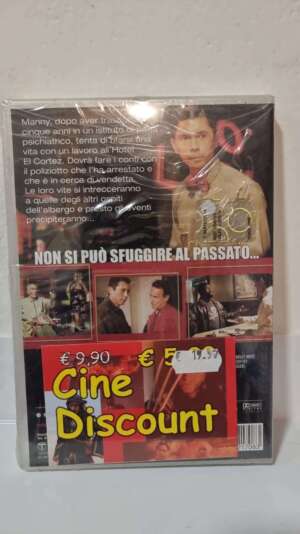 Manny, dopo aver trascorso
cinque anni in un istituto di igiene
psichiatrico, tenta di rifarsi una
vita con un lavoro all'Hotel
El Cortez. Dovrà fare i conti con
il poliziotto che l'ha arrestato e
che è in cerca di vendetta.
Le loro vite si intrecceranno
a quelle degli altri ospiti
dell'albergo e presto gli eventi
precipiteranno...
NON SI PUÒ SFUGGIRE AL PASSATO...
€ 9,90
€ 5,
€ 19.97
Cine
Discount